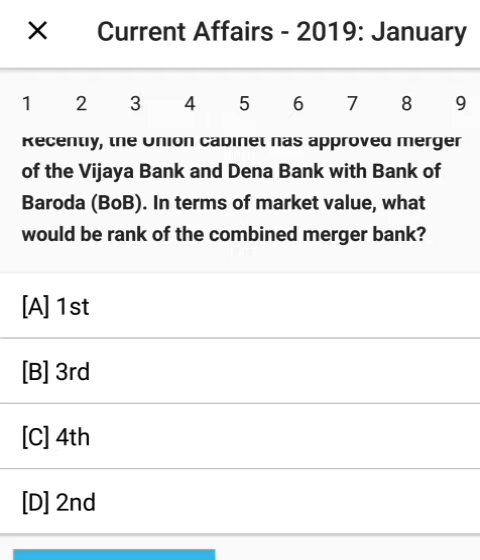 ×
Current Affairs - 2019: January
1 2 3 4 5 6 7 8 9
Recently, the Union cabinet has approved merger
of the Vijaya Bank and Dena Bank with Bank of
Baroda (BoB). In terms of market value, what
would be rank of the combined merger bank?
[A] 1st
[B] 3rd
[C] 4th
[D] 2nd